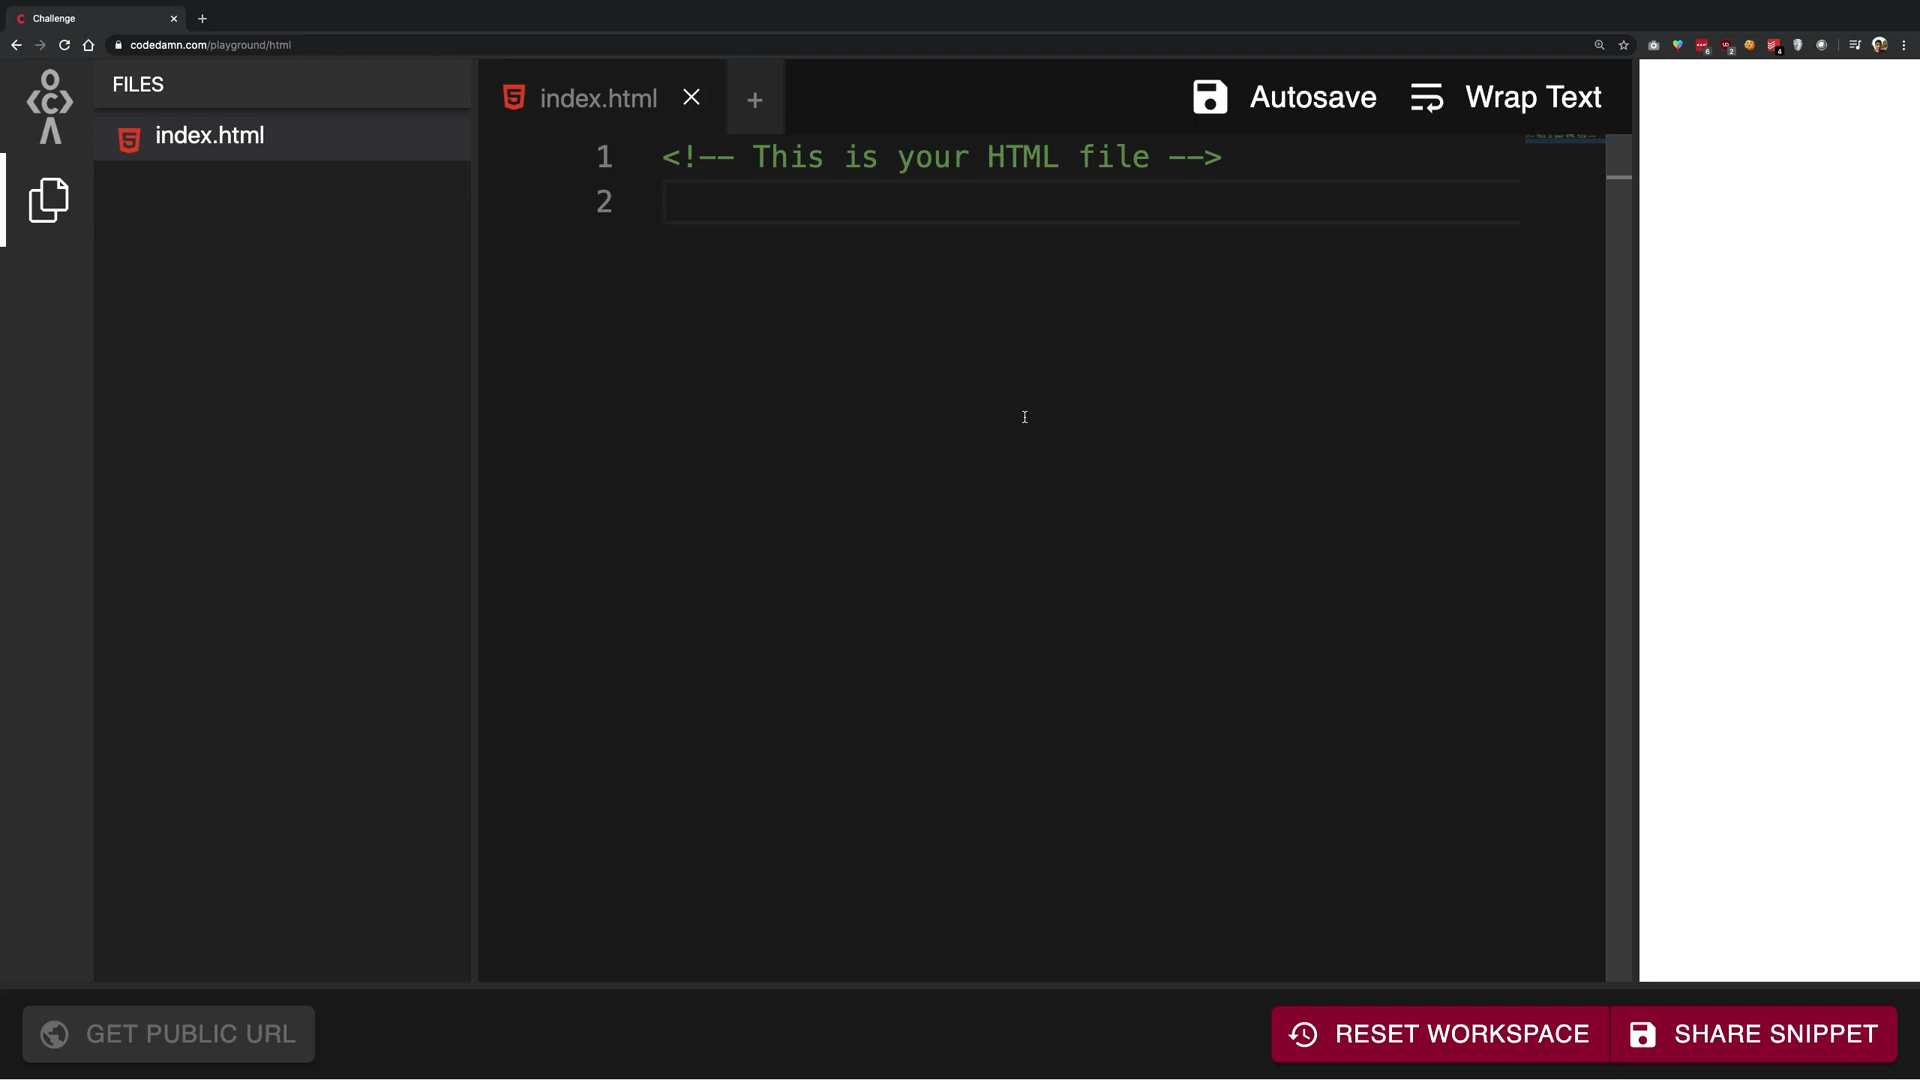 Challenge
codedamn.com/playground/html
FILES
index.html
index.html
Autosave
Wrap Text
1 <!-- This is your HTML file -->
2
GET PUBLIC URL
RESET WORKSPACE
SHARE SNIPPET